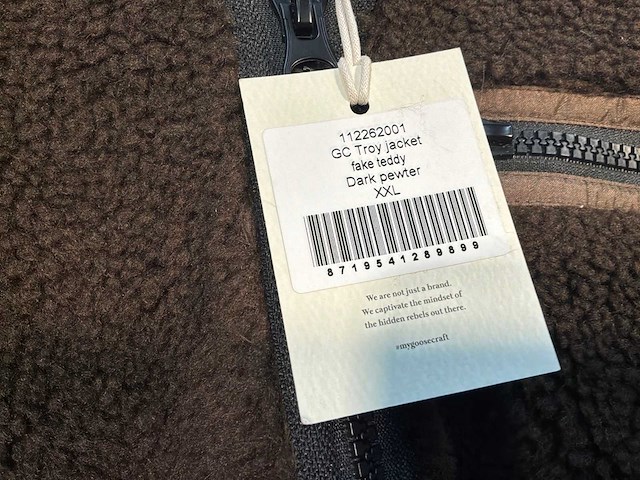 112262001
GC Troy jacket
fake teddy
Dark pewter
XXL
8719541289899
We are not just a brand.
We captivate the mindset of
the hidden rebels out there.
#mygoosecraft